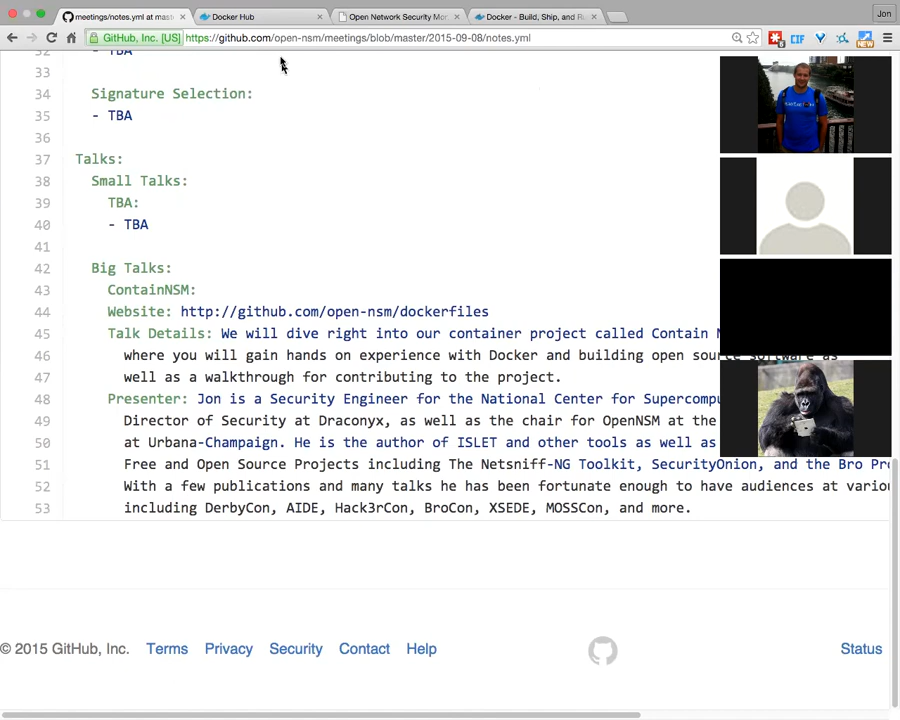 meetings/notes.yml at mast
Docker Hub
Open Network Security Mon
Docker - Build, Ship, and Ru
Jon
GitHub, Inc. [US]
https://github.com/open-nsm/meetings/blob/master/2015-09-08/notes.yml
CIF
NEW
32 - TBA
33
34 Signature Selection:
35 - TBA
36
37 Talks:
38 Small Talks:
39 TBA:
40 - TBA
41
42 Big Talks:
43 ContainNSM:
44 Website: http://github.com/open-nsm/dockerfiles
45 Talk Details: We will dive right into our container project called Contain N
46 where you will gain hands on experience with Docker and building open source software as
47 well as a walkthrough for contributing to the project.
48 Presenter: Jon is a Security Engineer for the National Center for Supercompu
49 Director of Security at Draconyx, as well as the chair for OpenNSM at the
50 at Urbana-Champaign. He is the author of ISLET and other tools as well as
51 Free and Open Source Projects including The Netsniff-NG Toolkit, SecurityOnion, and the Bro Pro
52 With a few publications and many talks he has been fortunate enough to have audiences at variou
53 including DerbyCon, AIDE, Hack3rCon, BroCon, XSEDE, MOSSCon, and more.
© 2015 GitHub, Inc. Terms Privacy Security Contact Help Status